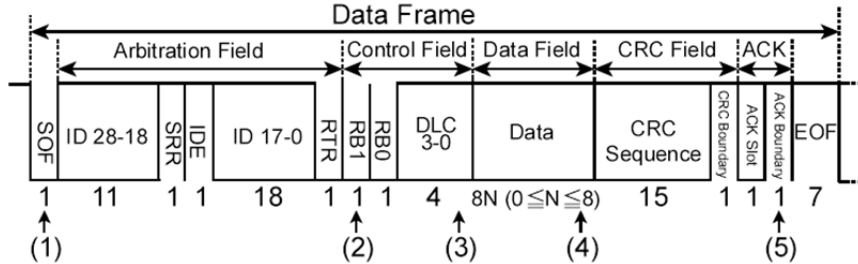 Data Frame
Arbitration Field Control Field Data Field CRC Field ACK
SOF ID 28-18 SRR IDE ID 17-0 RTR RB1 RB0 DLC 3-0 Data CRC Sequence CRC Boundary ACK Slot ACK Boundary EOF
1 11 1 1 18 1 1 1 4 8N (0 ≦N ≦8) 15 1 1 1 7
(1) (2) (3) (4) (5)